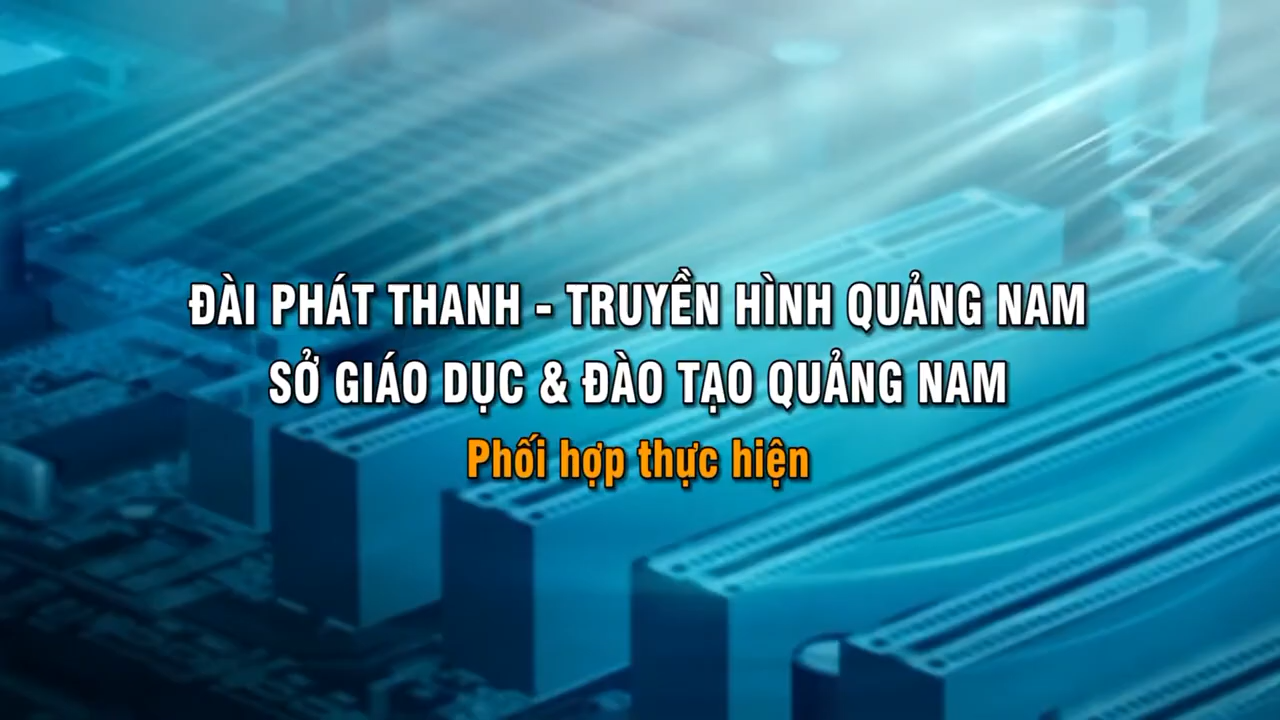 ĐÀI PHÁT THANH - TRUYỀN HÌNH QUẢNG NAM
SỞ GIÁO DỤC & ĐÀO TẠO QUẢNG NAM
Phối hợp thực hiện